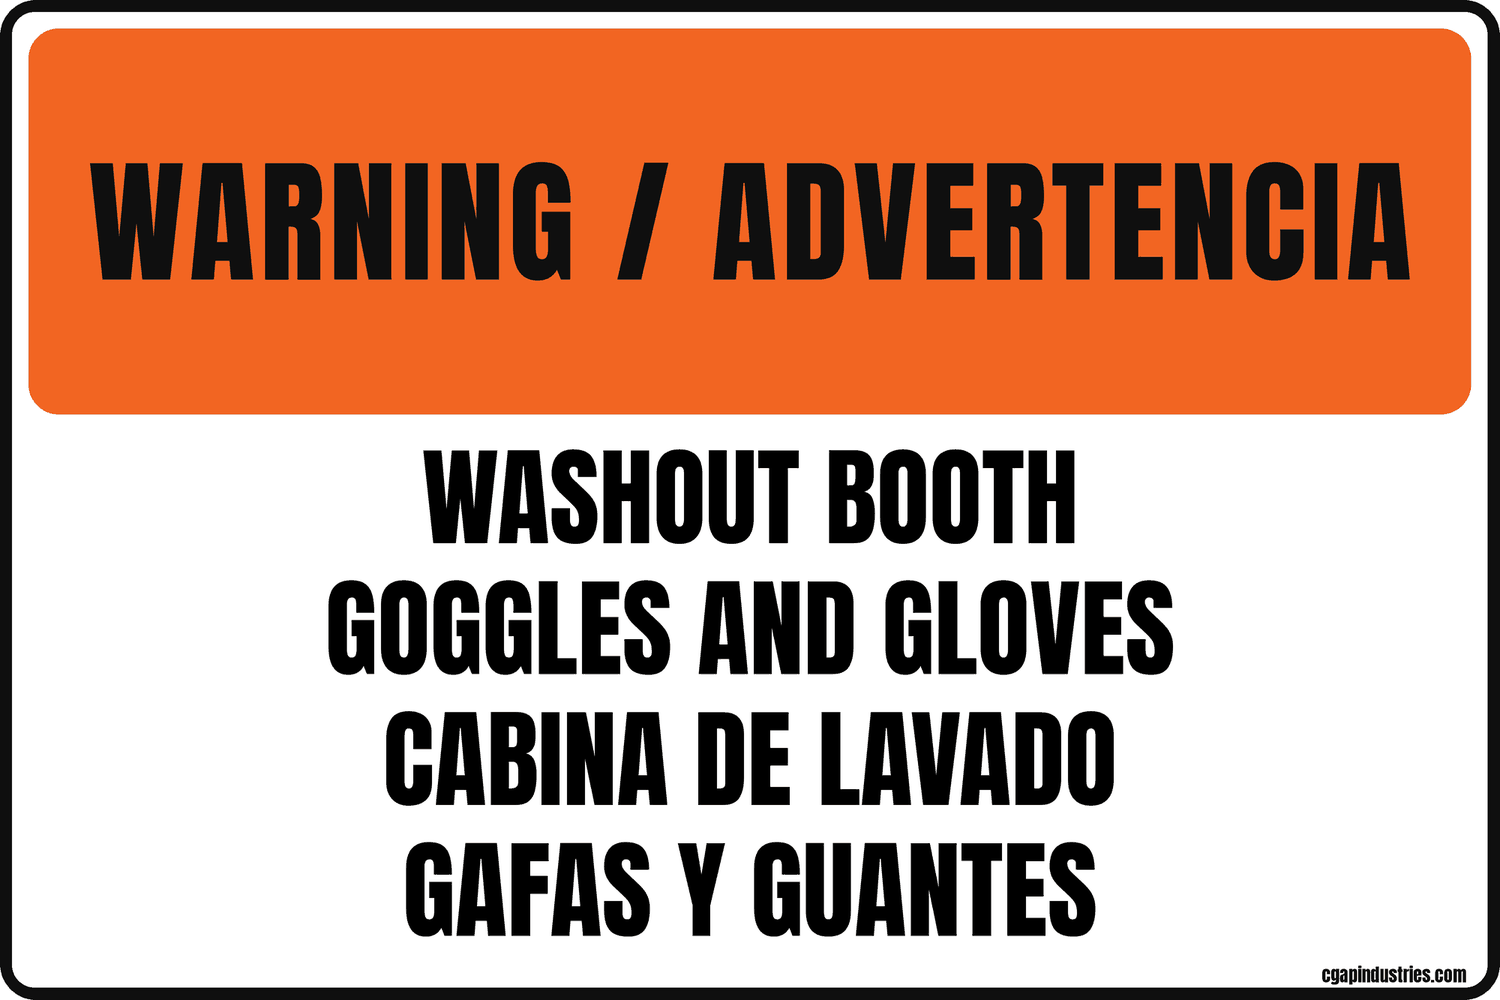 WARNING / ADVERTENCIA
WASHOUT BOOTH
GOGGLES AND GLOVES
CABINA DE LAVADO
GAFAS Y GUANTES
cgapindustries.com